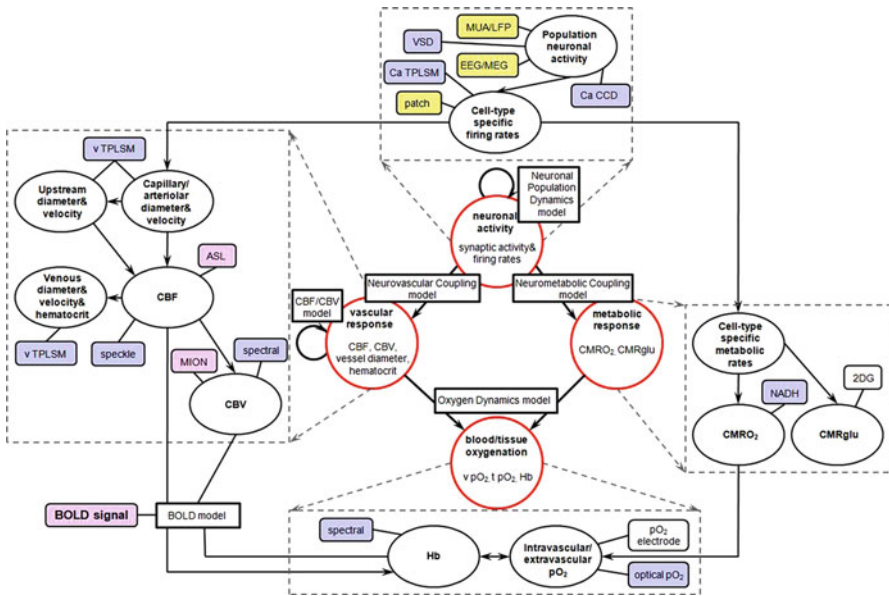 MUA/LFP
VSD
Population
neuronal
activity
EEG/MEG
Ca TPLSM
Ca CCD
patch
Cell-type
specific
firing rates
v TPLSM
Upstream
diameter&
velocity
Capillary/
arteriolar
diameter&
velocity
ASL
Venous
diameter&
velocity&
hematocrit
CBF
v TPLSM
speckle
MION
spectral
CBV
Neuronal
Population
Dynamics
model
neuronal
activity
synaptic activity&
firing rates
Neurovascular Coupling
model
Neurometabolic Coupling
model
CBF/CBV
model
vascular
response
CBF, CBV,
vessel diameter,
hematocrit
metabolic
response
CMRO₂, CMRglu
Oxygen Dynamics model
blood/tissue
oxygenation
v pO₂, t pO₂, Hb
Cell-type
specific
metabolic
rates
2DG
NADH
CMRO₂
CMRglu
BOLD signal
BOLD model
spectral
Hb
Intravascular/
extravascular
pO₂
pO₂
electrode
optical pO₂